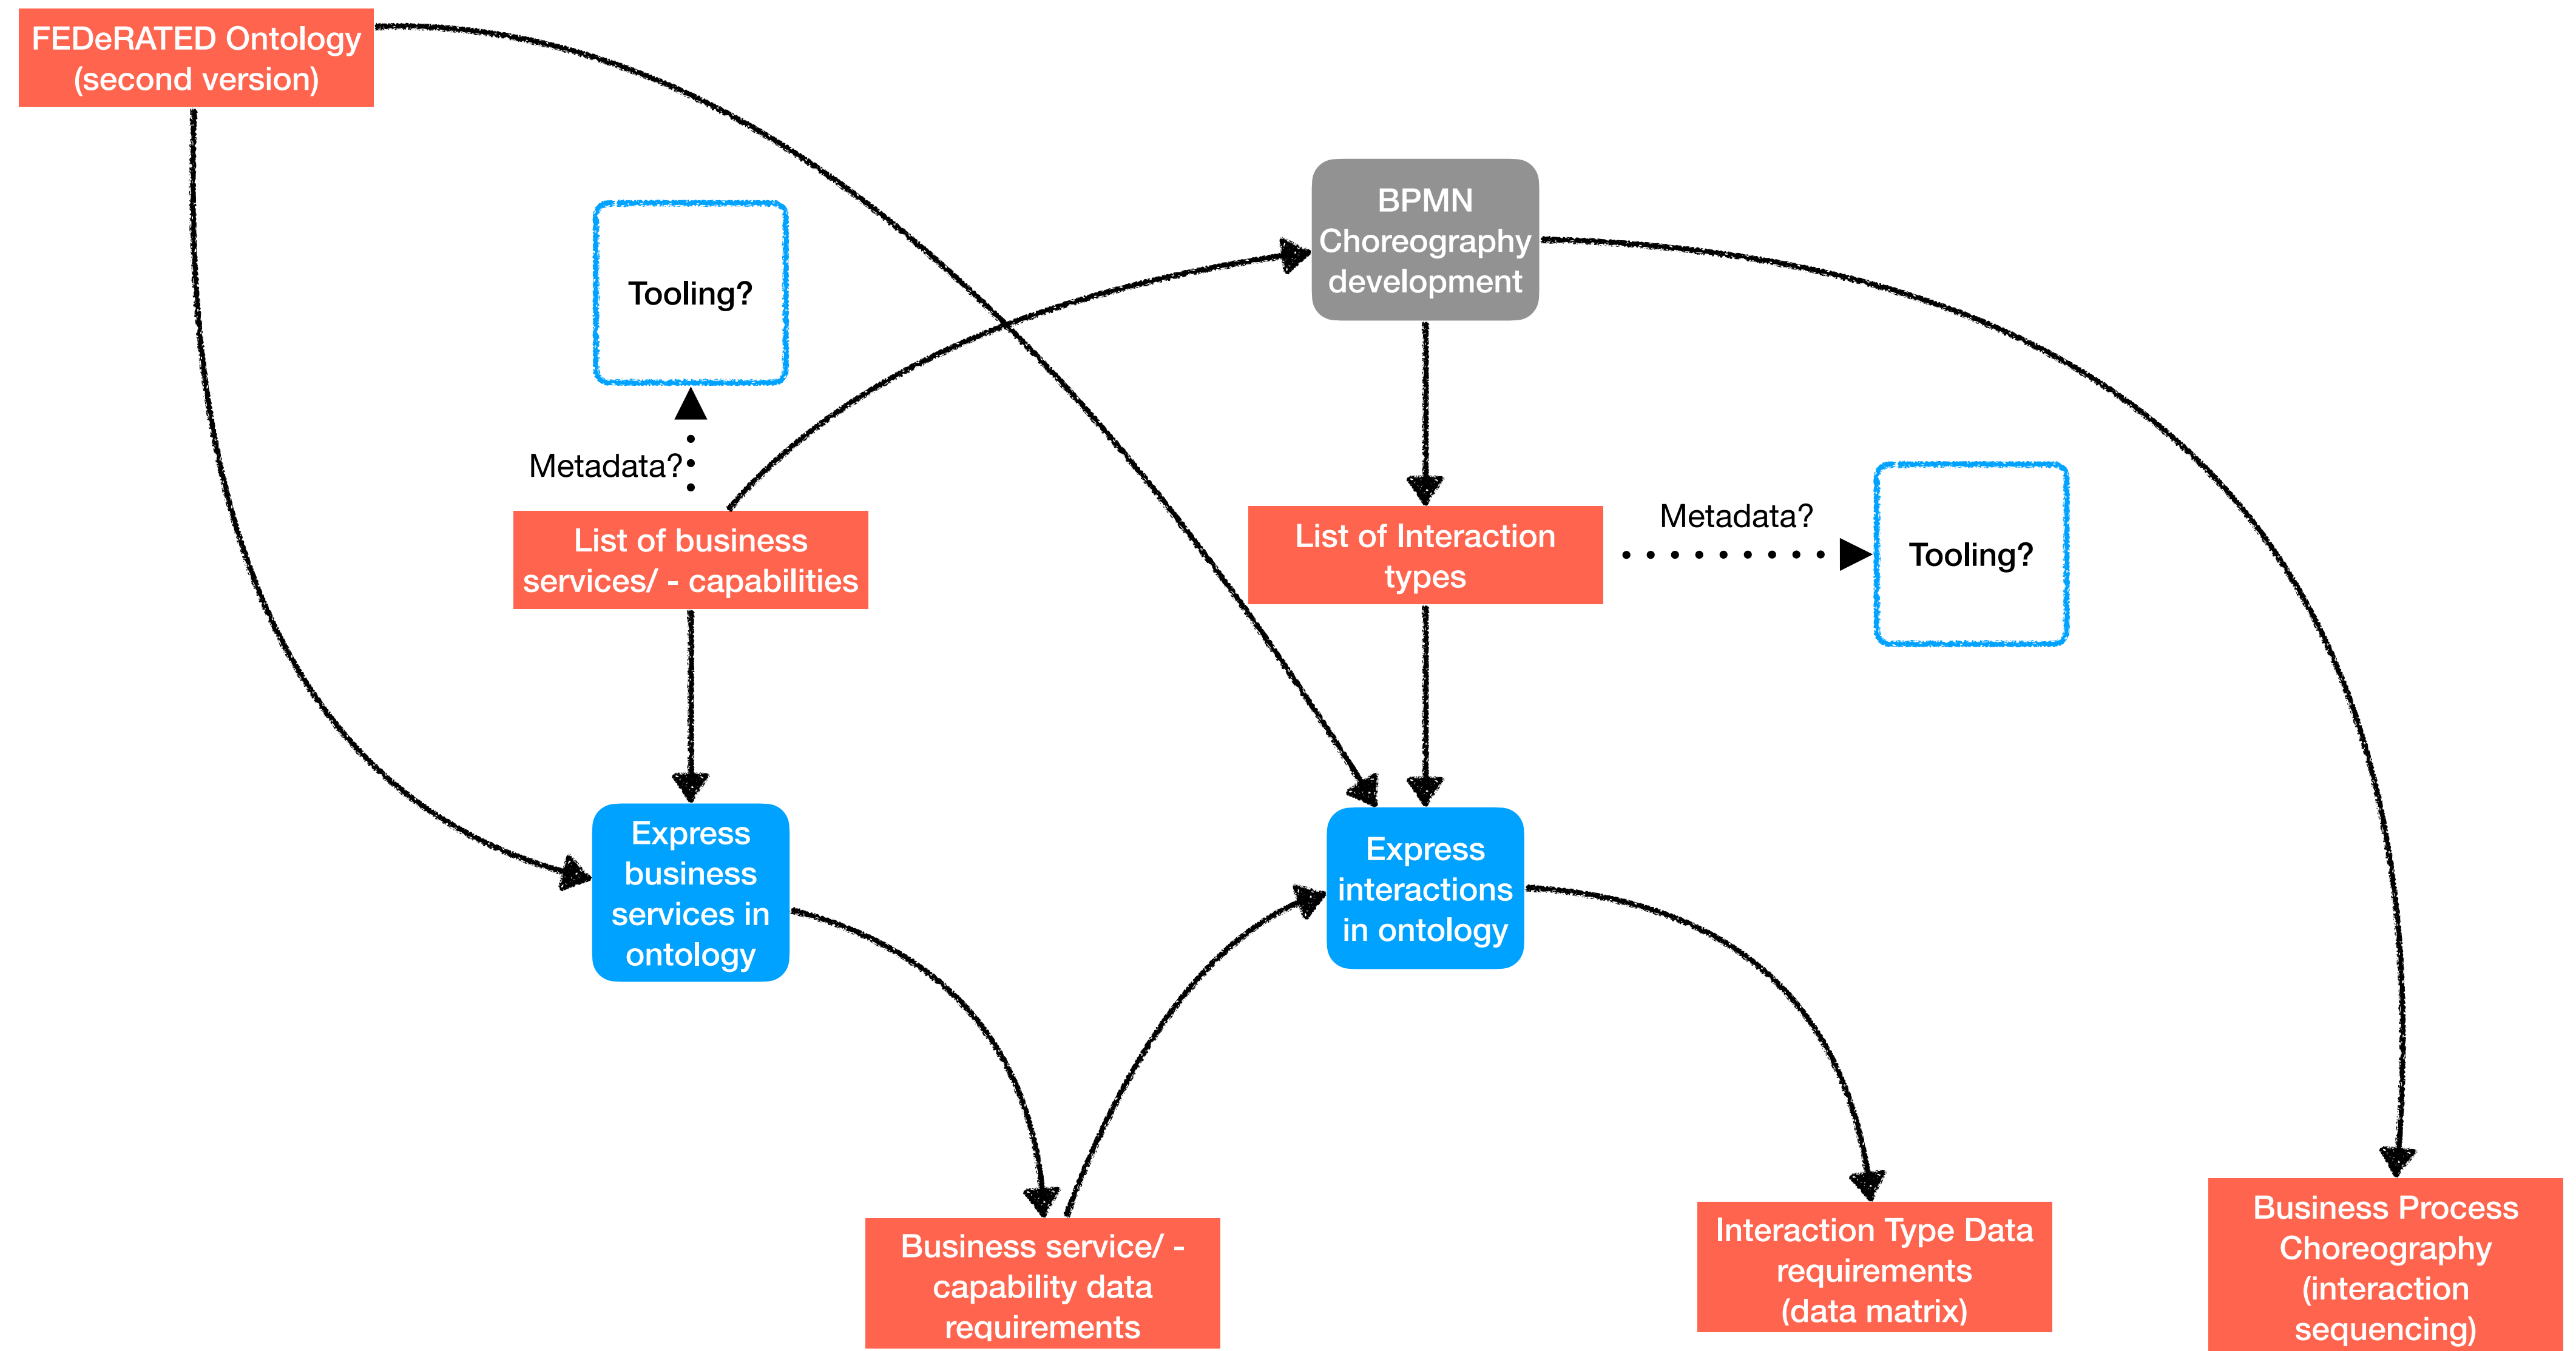 FEDeRATED Ontology
(second version)
BPMN
Choreography
development
Tooling?
Metadata?
List of business
services/ - capabilities
List of Interaction
types
Metadata?
Tooling?
Express
business
services in
ontology
Express
interactions
in ontology
Business service/ -
capability data
requirements
Interaction Type Data
requirements
(data matrix)
Business Process
Choreography
(interaction
sequencing)